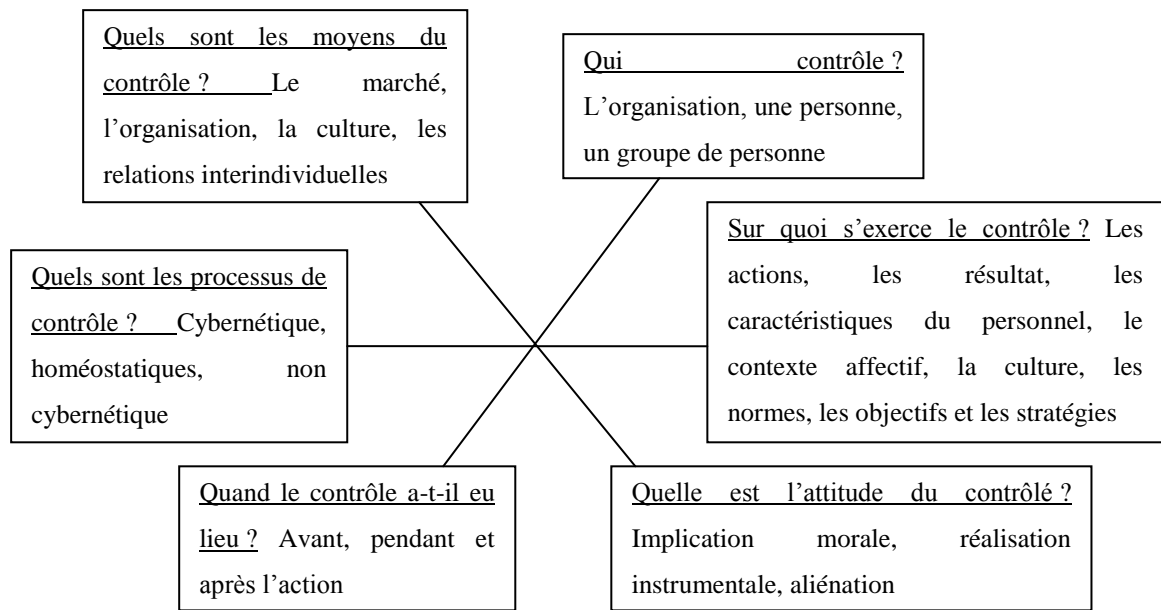 Quels sont les moyens du
contrôle ? Le marché,
l’organisation, la culture, les
relations interindividuelles
Qui contrôle ?
L’organisation, une personne,
un groupe de personne
Quels sont les processus de
contrôle ? Cybernétique,
homéostatiques, non
cybernétique
Sur quoi s’exerce le contrôle ? Les
actions, les résultat, les
caractéristiques du personnel, le
contexte affectif, la culture, les
normes, les objectifs et les stratégies
Quand le contrôle a-t-il eu
lieu ? Avant, pendant et
après l’action
Quelle est l’attitude du contrôlé ?
Implication morale, réalisation
instrumentale, aliénation